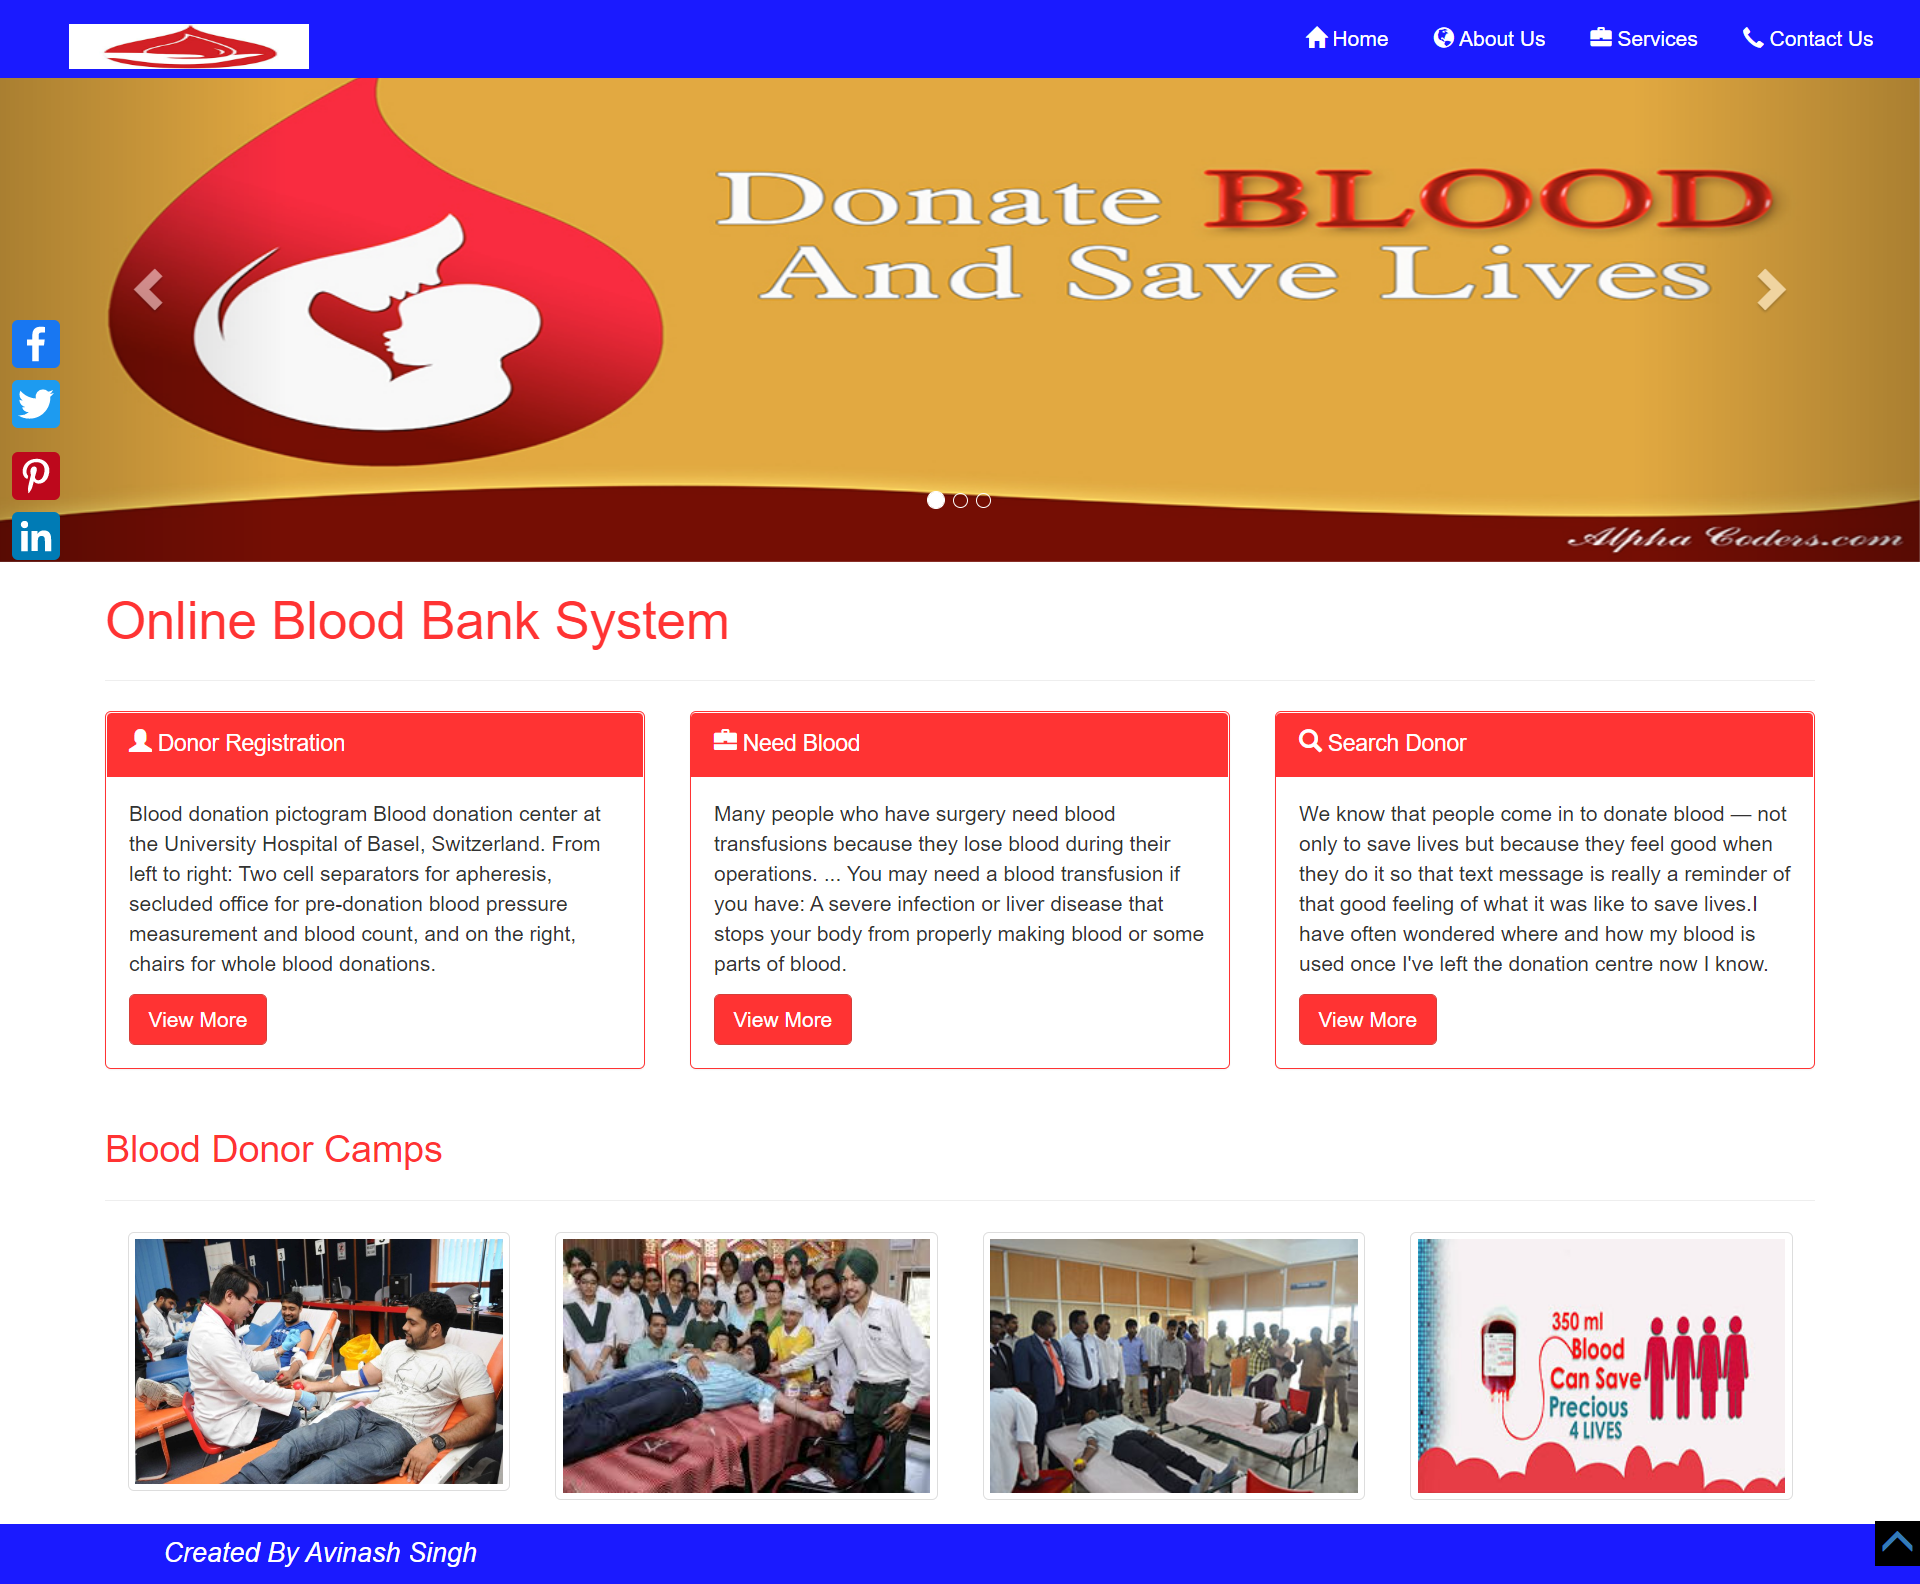 Home About Us Services Contact Us
Donate BLOOD
And Save Lives
Alpha Coders.com
Online Blood Bank System
Donor Registration
Blood donation pictogram Blood donation center at
the University Hospital of Basel, Switzerland. From
left to right: Two cell separators for apheresis,
secluded office for pre-donation blood pressure
measurement and blood count, and on the right,
chairs for whole blood donations.
View More
Need Blood
Many people who have surgery need blood
transfusions because they lose blood during their
operations. ... You may need a blood transfusion if
you have: A severe infection or liver disease that
stops your body from properly making blood or some
parts of blood.
View More
Search Donor
We know that people come in to donate blood — not
only to save lives but because they feel good when
they do it so that text message is really a reminder of
that good feeling of what it was like to save lives.I
have often wondered where and how my blood is
used once I've left the donation centre now I know.
View More
Blood Donor Camps
350 ml
Blood
Can Save
Precious
4 LIVES
Created By Avinash Singh